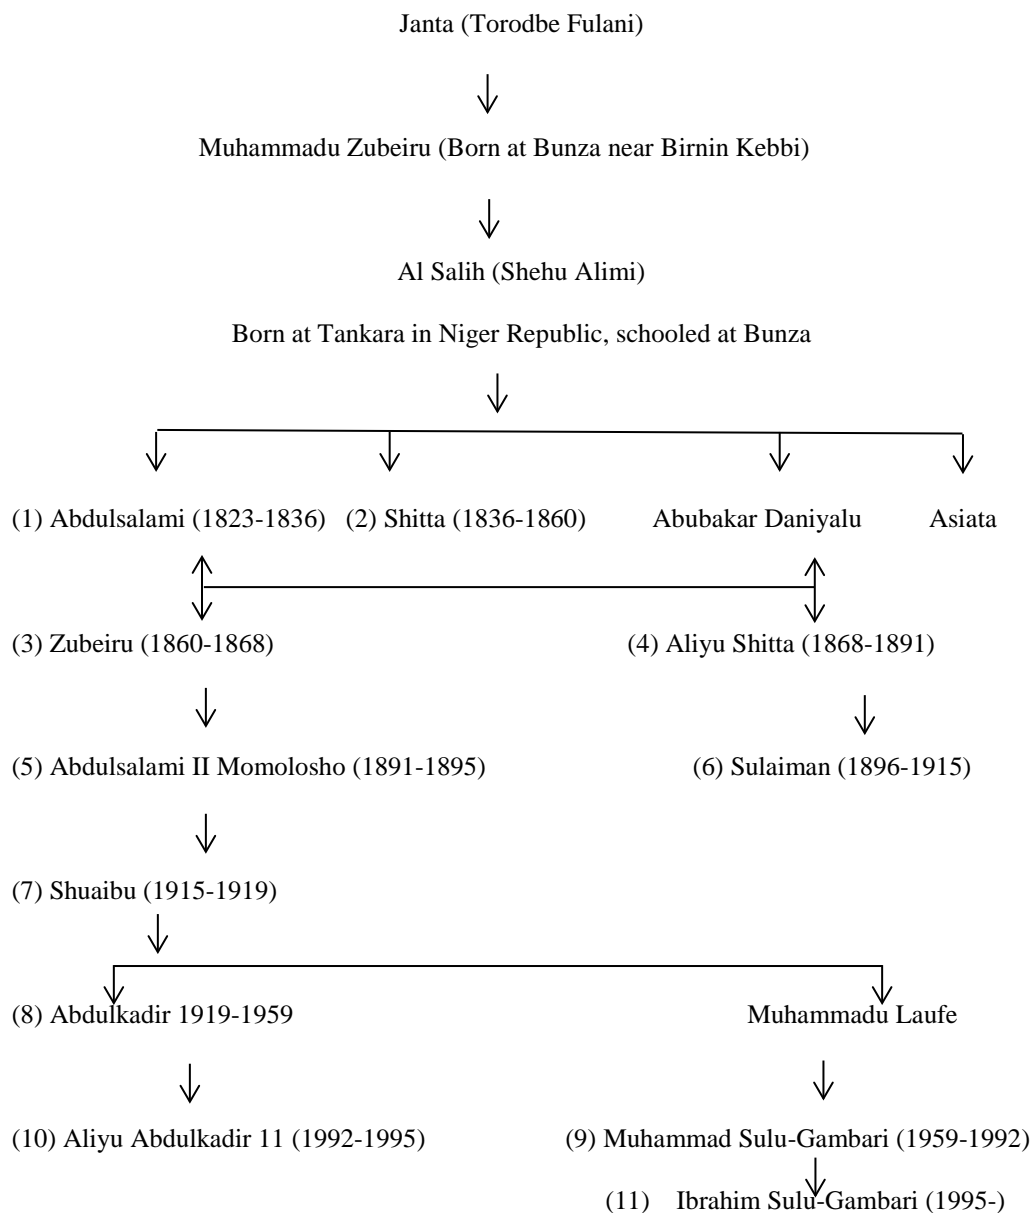 Janta (Torodbe Fulani)
Muhammadu Zubeiru (Born at Bunza near Birnin Kebbi)
Al Salih (Shehu Alimi)
Born at Tankara in Niger Republic, schooled at Bunza
(1) Abdulsalami (1823-1836) (2) Shitta (1836-1860) Abubakar Daniyalu Asiata
(3) Zubeiru (1860-1868) (4) Aliyu Shitta (1868-1891)
(5) Abdulsalami II Momolosho (1891-1895) (6) Sulaiman (1896-1915)
(7) Shuaibu (1915-1919)
(8) Abdulkadir 1919-1959 Muhammadu Laufe
(10) Aliyu Abdulkadir 11 (1992-1995) (9) Muhammad Sulu-Gambari (1959-1992)
(11) Ibrahim Sulu-Gambari (1995-)